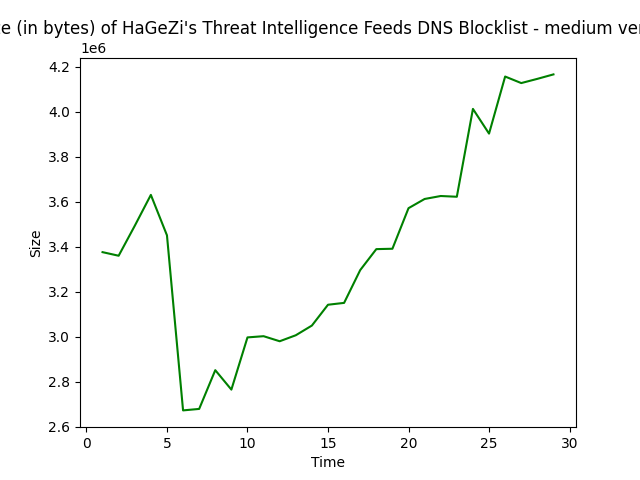 e (in bytes) of HaGeZi's Threat Intelligence Feeds DNS Blocklist - medium ver
1e6
4.2
4.0
3.8
3.6
3.4
3.2
3.0
2.8
2.6
Size
0 5 10 15 20 25 30
Time